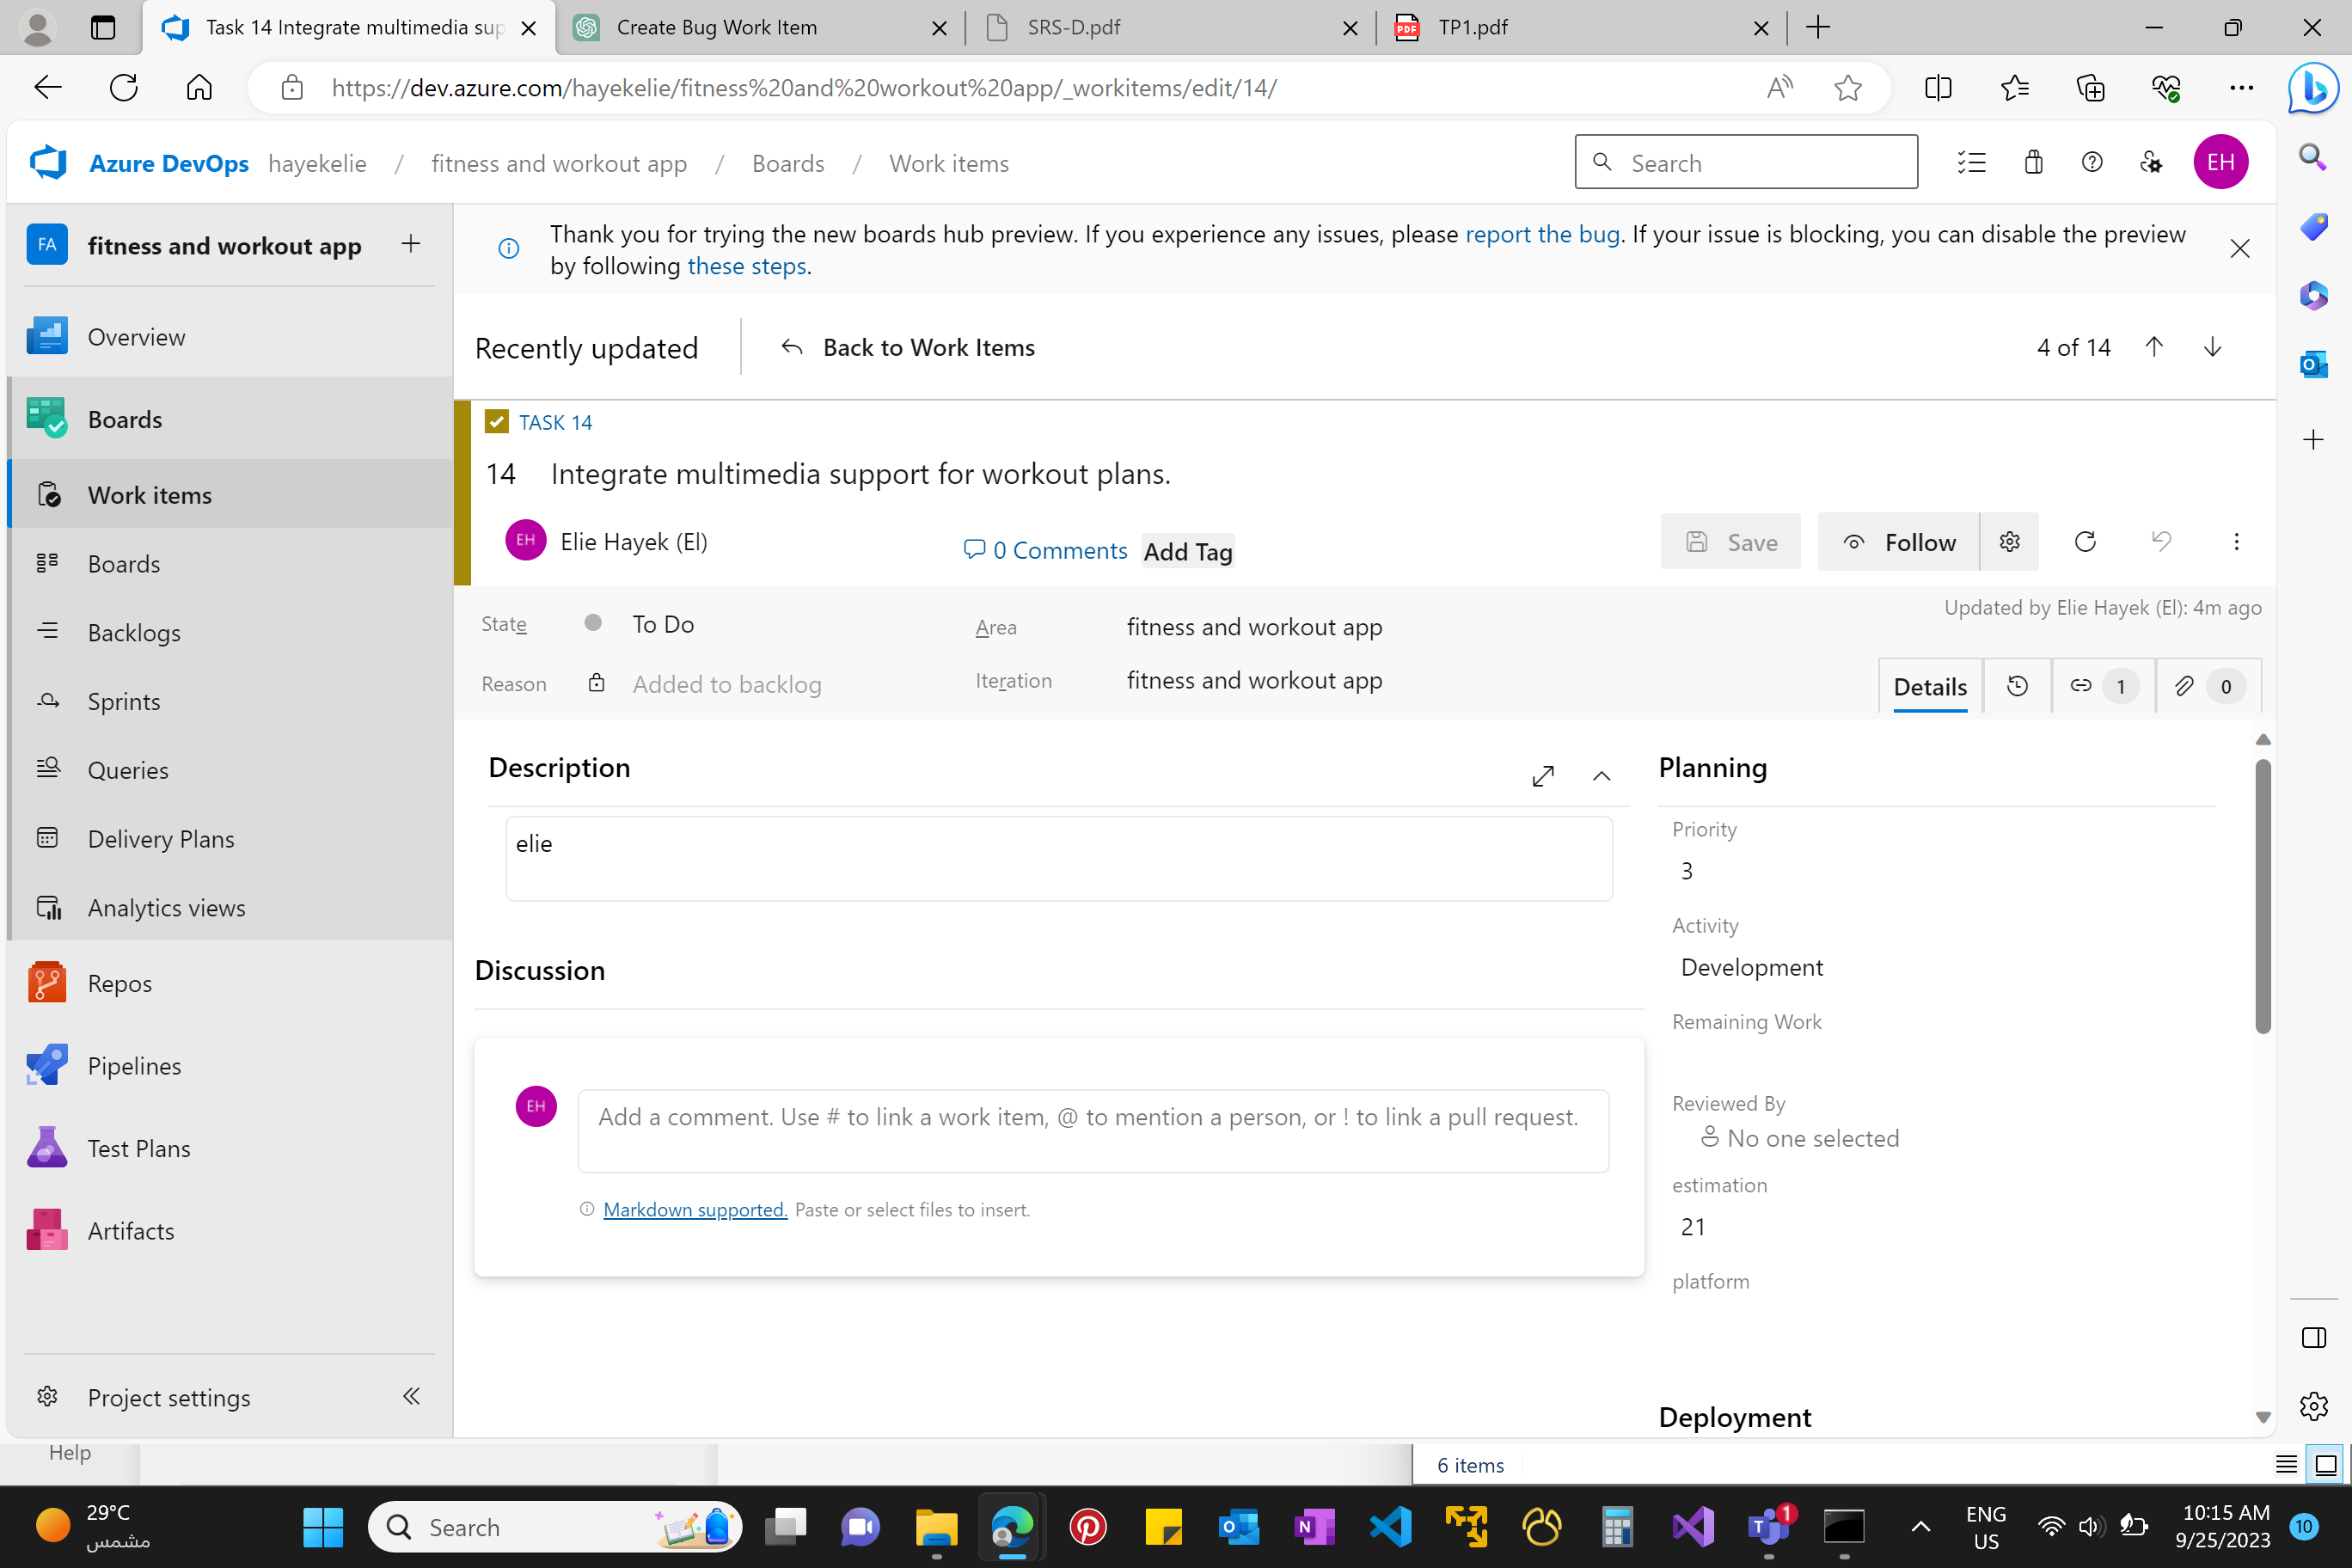 Task 14 Integrate multimedia sup
Create Bug Work Item
SRS-D.pdf
TP1.pdf
https://dev.azure.com/hayekelie/fitness%20and%20workout%20app/_workitems/edit/14/
Azure DevOps hayekelie / fitness and workout app / Boards / Work items
Search
EH
FA fitness and workout app
Thank you for trying the new boards hub preview. If you experience any issues, please report the bug. If your issue is blocking, you can disable the preview
by following these steps.
Overview
Boards
Work items
Boards
Backlogs
Sprints
Queries
Delivery Plans
Analytics views
Repos
Pipelines
Test Plans
Artifacts
Project settings
Recently updated
Back to Work Items
4 of 14
TASK 14
14 Integrate multimedia support for workout plans.
EH Elie Hayek (El)
0 Comments
Add Tag
Save
Follow
State To Do
Area fitness and workout app
Updated by Elie Hayek (El): 4m ago
Reason Added to backlog
Iteration fitness and workout app
Details
1
0
Description
elie
Discussion
EH
Add a comment. Use # to link a work item, @ to mention a person, or ! to link a pull request.
Markdown supported. Paste or select files to insert.
Planning
Priority
3
Activity
Development
Remaining Work
Reviewed By
No one selected
estimation
21
platform
Deployment
Help
6 items
29°C
مشمس
Search
1
ENG
US
10:15 AM
9/25/2023
10